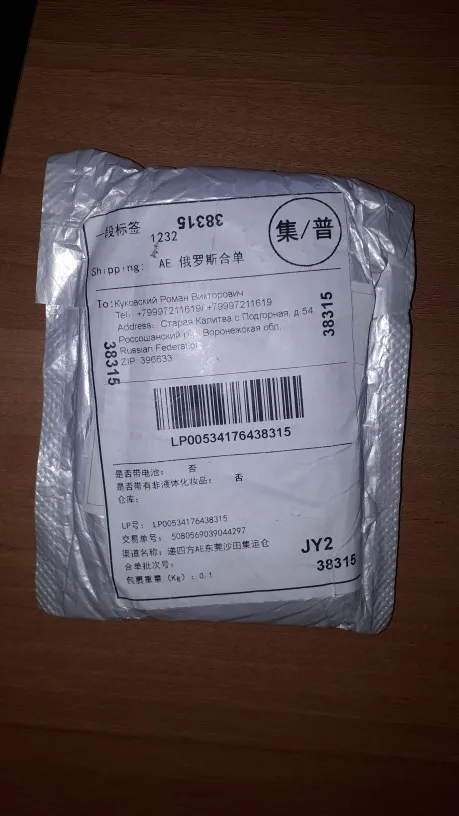 一段标签
38315
集/普
1232
Shipping: AE 俄罗斯合单
To: Куковский Роман Викторович
Tel: +79997211619/ +79997211619
Address: Старая Калитва с Подгорная, д.54
Россошанский р-н Воронежская обл.
Russian Federation
ZIP: 396633
38315
38315
LP00534176438315
是否带电池: 否
是否带有非液体化妆品: 否
仓库:
LP号: LP00534176438315
交易单号: 5080569039044297
渠道名称: 递四方AE东莞沙田集运仓
合单批次号:
包裹重量 (Kg): 0.1
JY2
38315